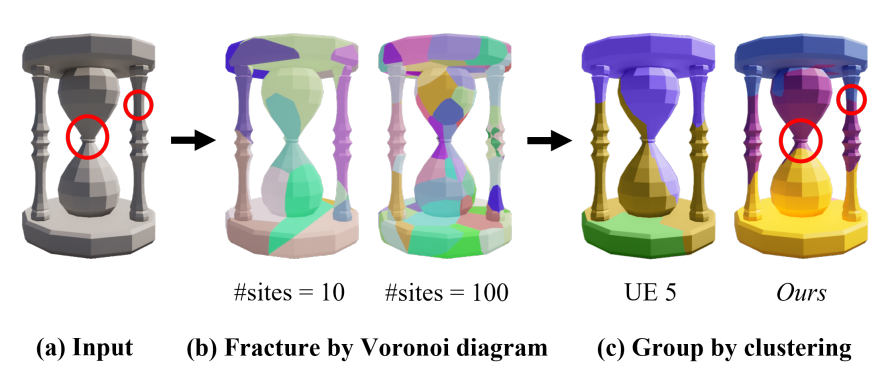 #sites = 10
#sites = 100
UE 5
Ours
(a) Input
(b) Fracture by Voronoi diagram
(c) Group by clustering